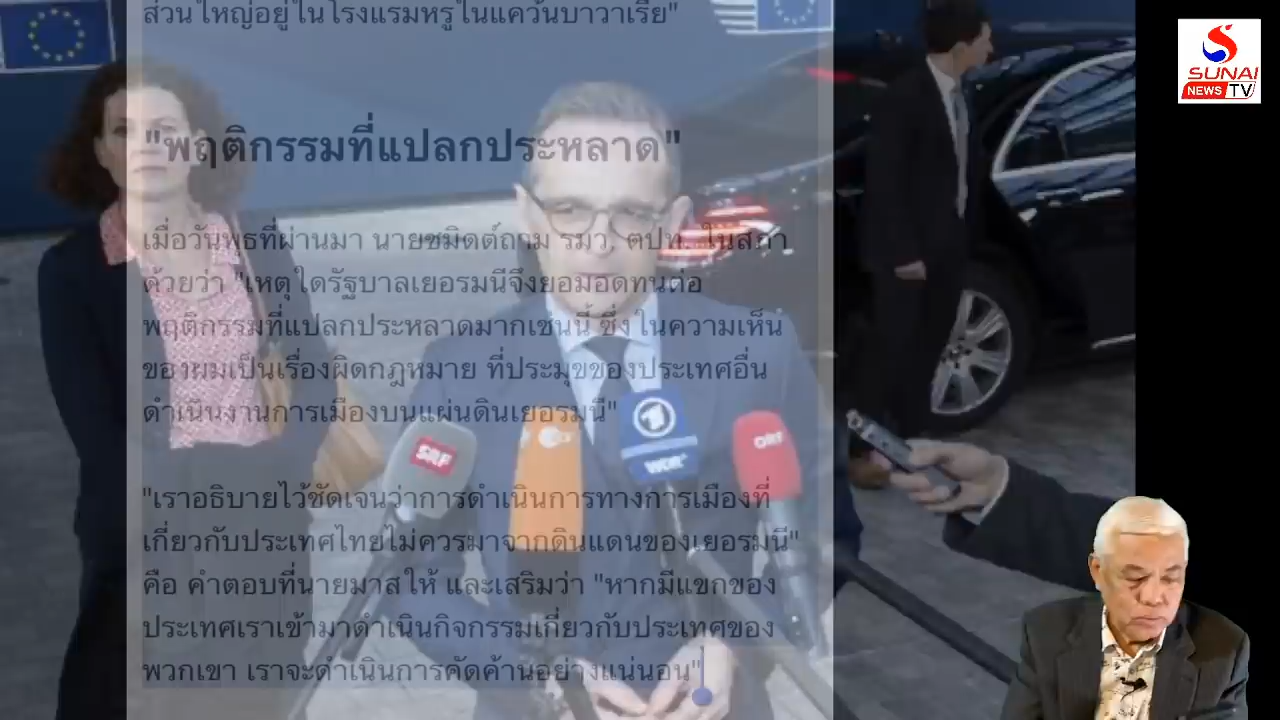 ส่วนใหญ่อยู่ในโรงแรมหรูในแคว้นบาวาเรีย"
"พฤติกรรมที่แปลกประหลาด"
เมื่อวันพุธที่ผ่านมา นายชมิดต์ถาม รมว. ตปท. ในสภา
ด้วยว่า "เหตุใดรัฐบาลเยอรมนีจึงยอมอดทนต่อ
พฤติกรรมที่แปลกประหลาดมากเช่นนี้ ซึ่งในความเห็น
ของผมเป็นเรื่องผิดกฎหมาย ที่ประมุขของประเทศอื่น
ดำเนินงานการเมืองบนแผ่นดินเยอรมนี"
"เราอธิบายไว้ชัดเจนว่าการดำเนินการทางการเมืองที่
เกี่ยวกับประเทศไทยไม่ควรมาจากดินแดนของเยอรมนี"
คือ คำตอบที่นายมาสให้ และเสริมว่า "หากมีแขกของ
ประเทศเราเข้ามาดำเนินกิจกรรมเกี่ยวกับประเทศของ
พวกเขา เราจะดำเนินการคัดค้านอย่างแน่นอน"
SRF
ZDF
1
WDR
ORF
SUNAI
NEWS TV